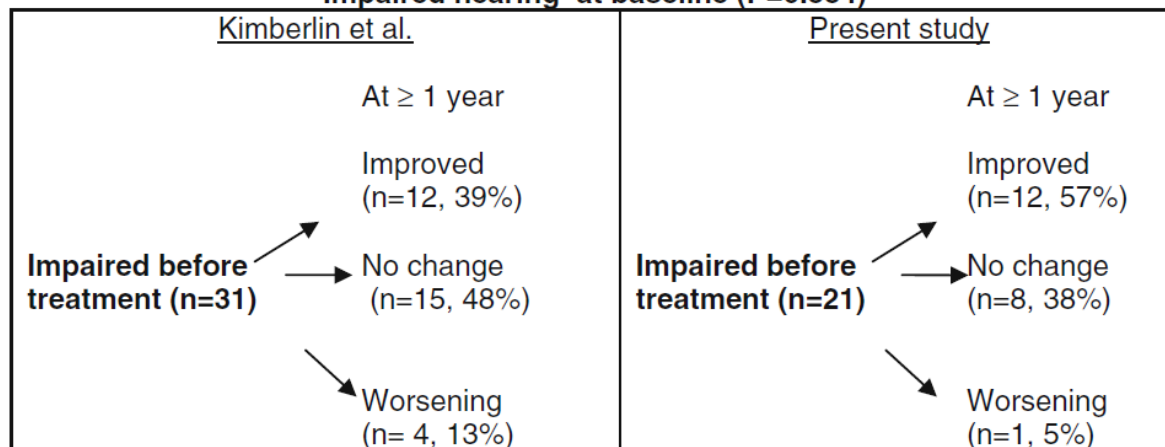 Kimberlin et al.
At ≥ 1 year
Improved
(n=12, 39%)
Impaired before
treatment (n=31)
No change
(n=15, 48%)
Worsening
(n= 4, 13%)
Present study
At ≥ 1 year
Improved
(n=12, 57%)
Impaired before
treatment (n=21)
No change
(n=8, 38%)
Worsening
(n=1, 5%)